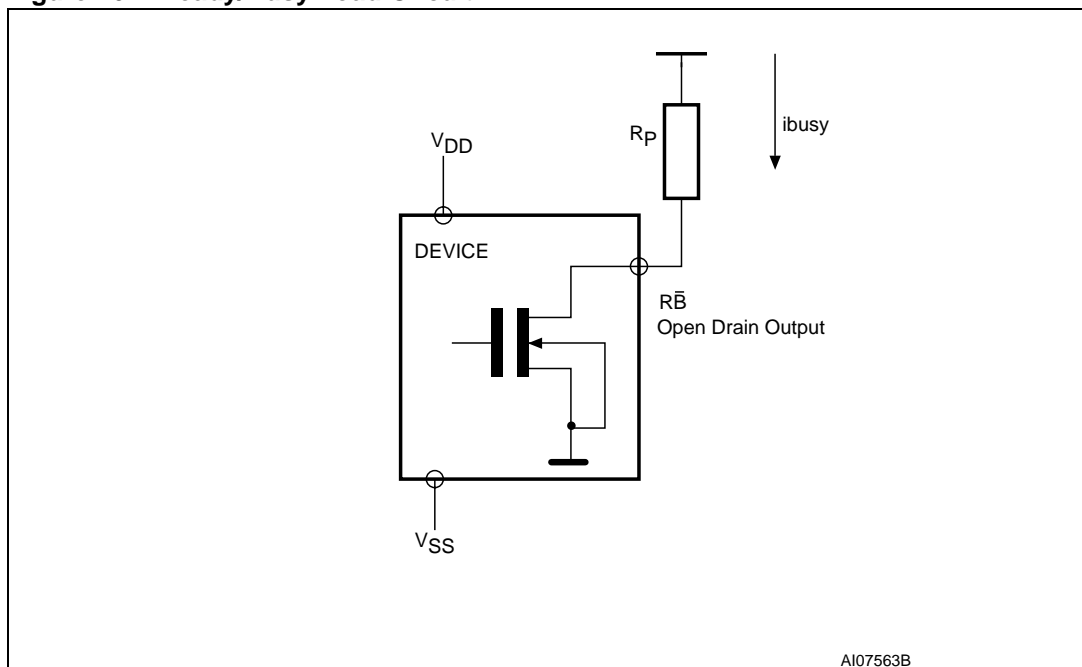 RP
ibusy
VDD
DEVICE
RB̄
Open Drain Output
VSS
AI07563B